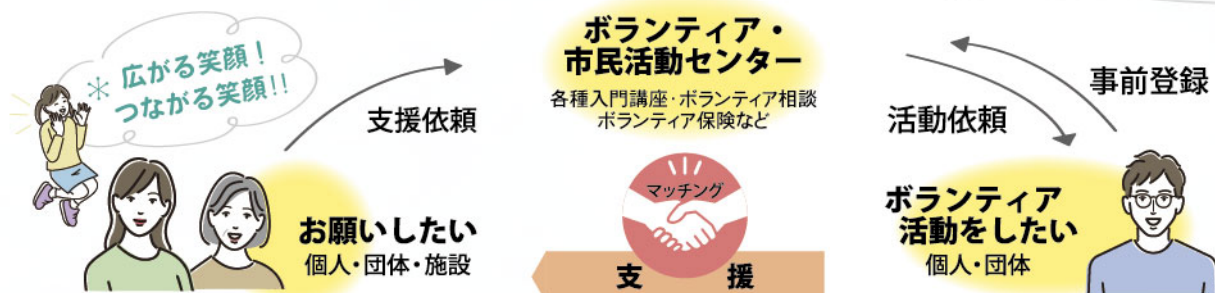 広がる笑顔！
つながる笑顔!!
支援依頼
ボランティア・
市民活動センター
各種入門講座・ボランティア相談
ボランティア保険など
活動依頼
事前登録
マッチング
お願いしたい
個人・団体・施設
支 援
ボランティア
活動をしたい
個人・団体